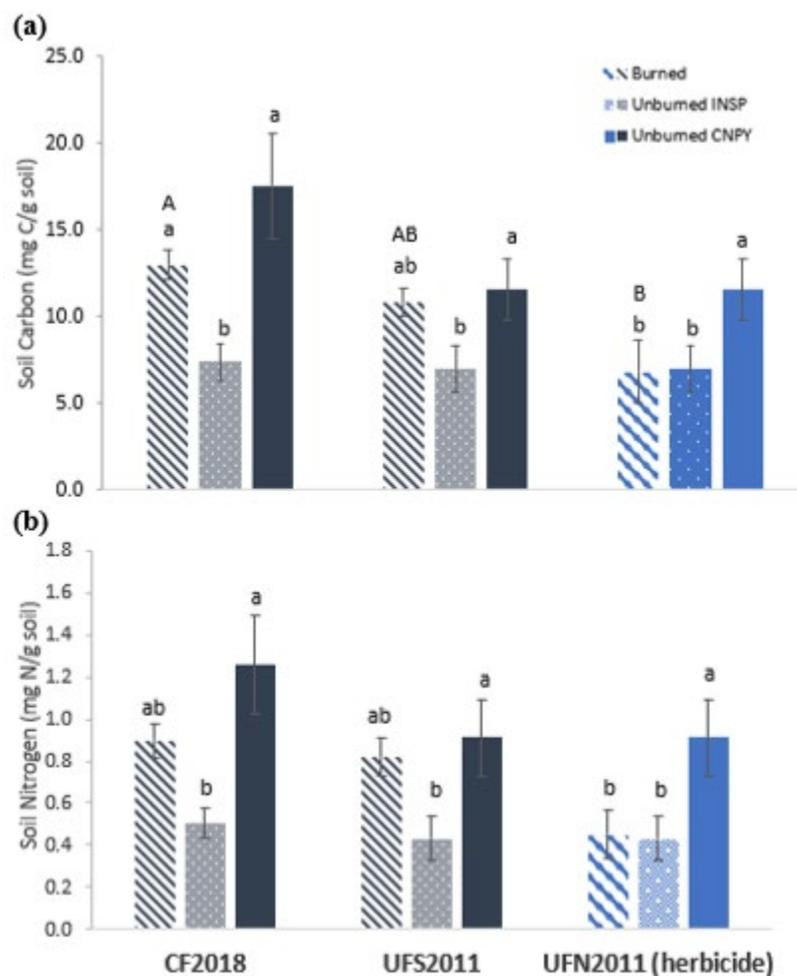 (a)
25.0
20.0
15.0
10.0
5.0
0.0
Soil Carbon (mg C/g soil)
Burned
Unburned INSP
Unburned CNPY
A
a
b
a
AB
ab
b
a
B
b
b
a
(b)
1.8
1.6
1.4
1.2
1.0
0.8
0.6
0.4
0.2
0.0
Soil Nitrogen (mg N/g soil)
ab
b
a
ab
b
a
b
b
a
CF2018 UFS2011 UFN2011 (herbicide)